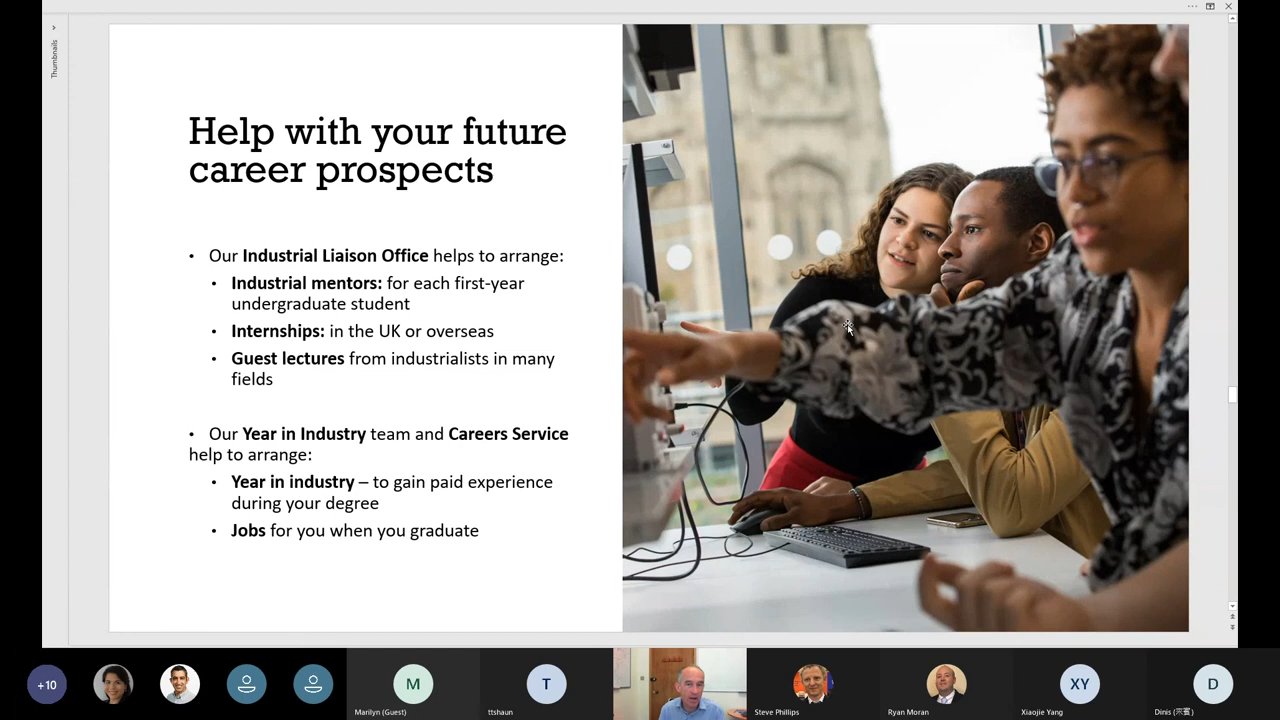 Thumbnails
Help with your future
career prospects
• Our Industrial Liaison Office helps to arrange:
• Industrial mentors: for each first-year
undergraduate student
• Internships: in the UK or overseas
• Guest lectures from industrialists in many
fields
• Our Year in Industry team and Careers Service
help to arrange:
• Year in industry – to gain paid experience
during your degree
• Jobs for you when you graduate
+10
M
T
XY
D
Marilyn (Guest)
ttshaun
Steve Phillips
Ryan Moran
Xiaojie Yang